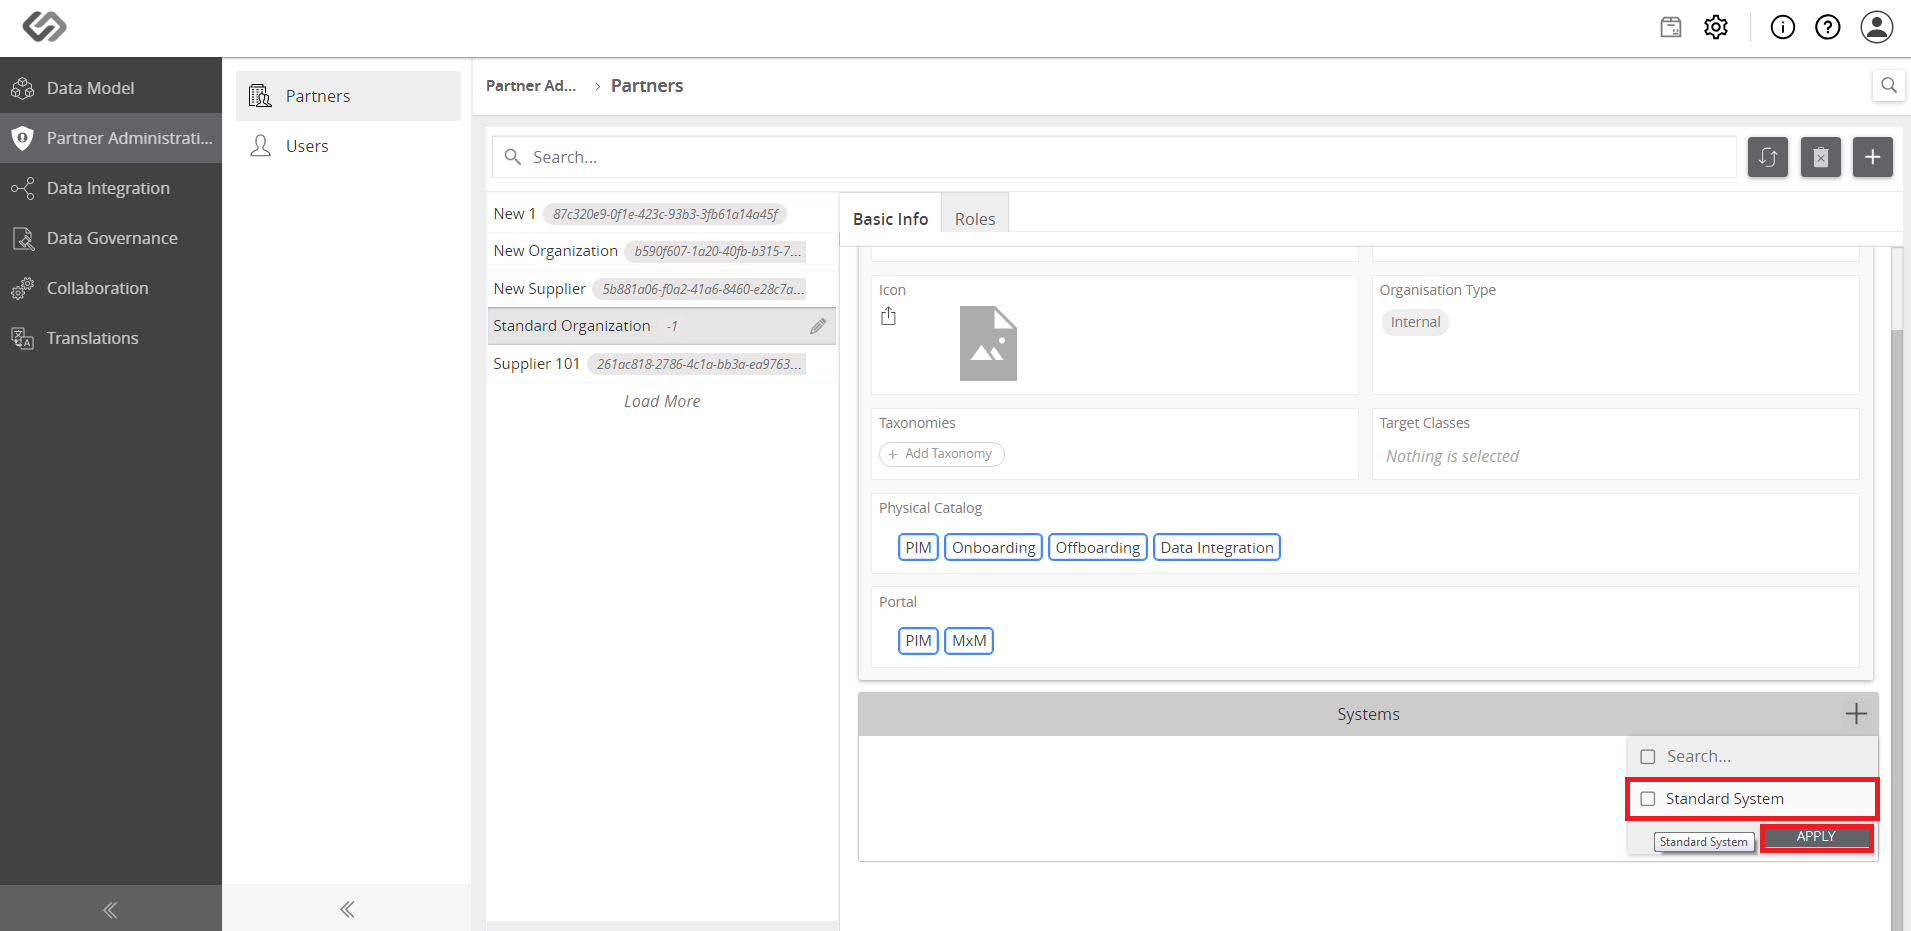 Data Model
Partner Administrati...
Data Integration
Data Governance
Collaboration
Translations
Partners
Users
Partner Ad... > Partners
Search...
New 1 87c320e9-0f1e-423c-93b3-3fb61a14a45f
New Organization b590f607-1a20-40fb-b315-7...
New Supplier 5b881a06-f0a2-41a6-8460-e28c7a...
Standard Organization -1
Supplier 101 261ac818-2786-4c1a-bb3a-ea9763...
Load More
Basic Info Roles
Icon
Organisation Type
Internal
Taxonomies
+ Add Taxonomy
Target Classes
Nothing is selected
Physical Catalog
PIM Onboarding Offboarding Data Integration
Portal
PIM MxM
Systems
Search...
Standard System
Standard System
APPLY